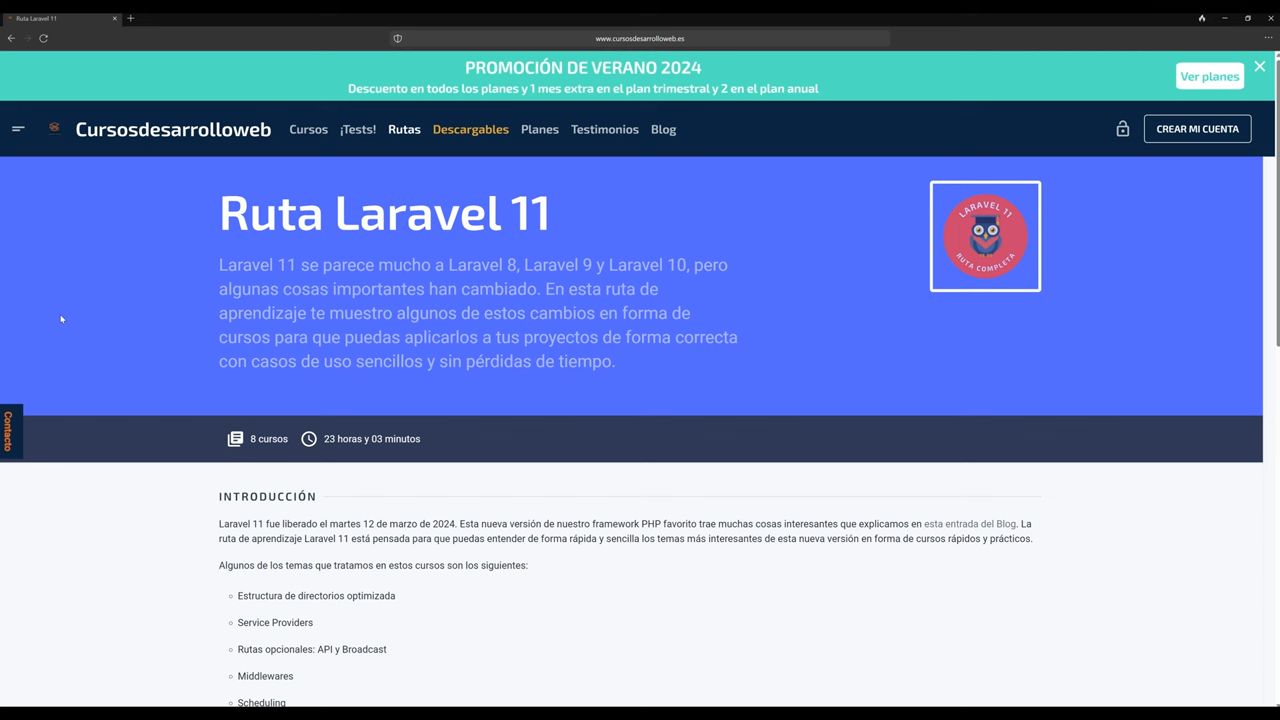 Ruta Laravel 11
www.cursosdesarrolloweb.es
PROMOCIÓN DE VERANO 2024
Descuento en todos los planes y 1 mes extra en el plan trimestral y 2 en el plan anual
Ver planes
Cursosdesarrolloweb
Cursos
¡Tests!
Rutas
Descargables
Planes
Testimonios
Blog
CREAR MI CUENTA
Ruta Laravel 11
LARAVEL 11
RUTA COMPLETA
Laravel 11 se parece mucho a Laravel 8, Laravel 9 y Laravel 10, pero
algunas cosas importantes han cambiado. En esta ruta de
aprendizaje te muestro algunos de estos cambios en forma de
cursos para que puedas aplicarlos a tus proyectos de forma correcta
con casos de uso sencillos y sin pérdidas de tiempo.
Contacto
8 cursos
23 horas y 03 minutos
INTRODUCCIÓN
Laravel 11 fue liberado el martes 12 de marzo de 2024. Esta nueva versión de nuestro framework PHP favorito trae muchas cosas interesantes que explicamos en esta entrada del Blog. La
ruta de aprendizaje Laravel 11 está pensada para que puedas entender de forma rápida y sencilla los temas más interesantes de esta nueva versión en forma de cursos rápidos y prácticos.
Algunos de los temas que tratamos en estos cursos son los siguientes:
Estructura de directorios optimizada
Service Providers
Rutas opcionales: API y Broadcast
Middlewares
Scheduling